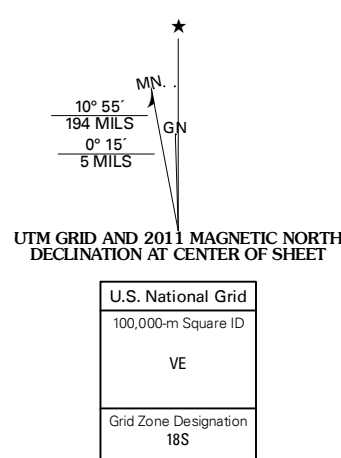 ★
MN
10° 55´
194 MILS
GN
0° 15´
5 MILS
UTM GRID AND 2011 MAGNETIC NORTH
DECLINATION AT CENTER OF SHEET
U.S. National Grid
100,000-m Square ID
VE
Grid Zone Designation
18S